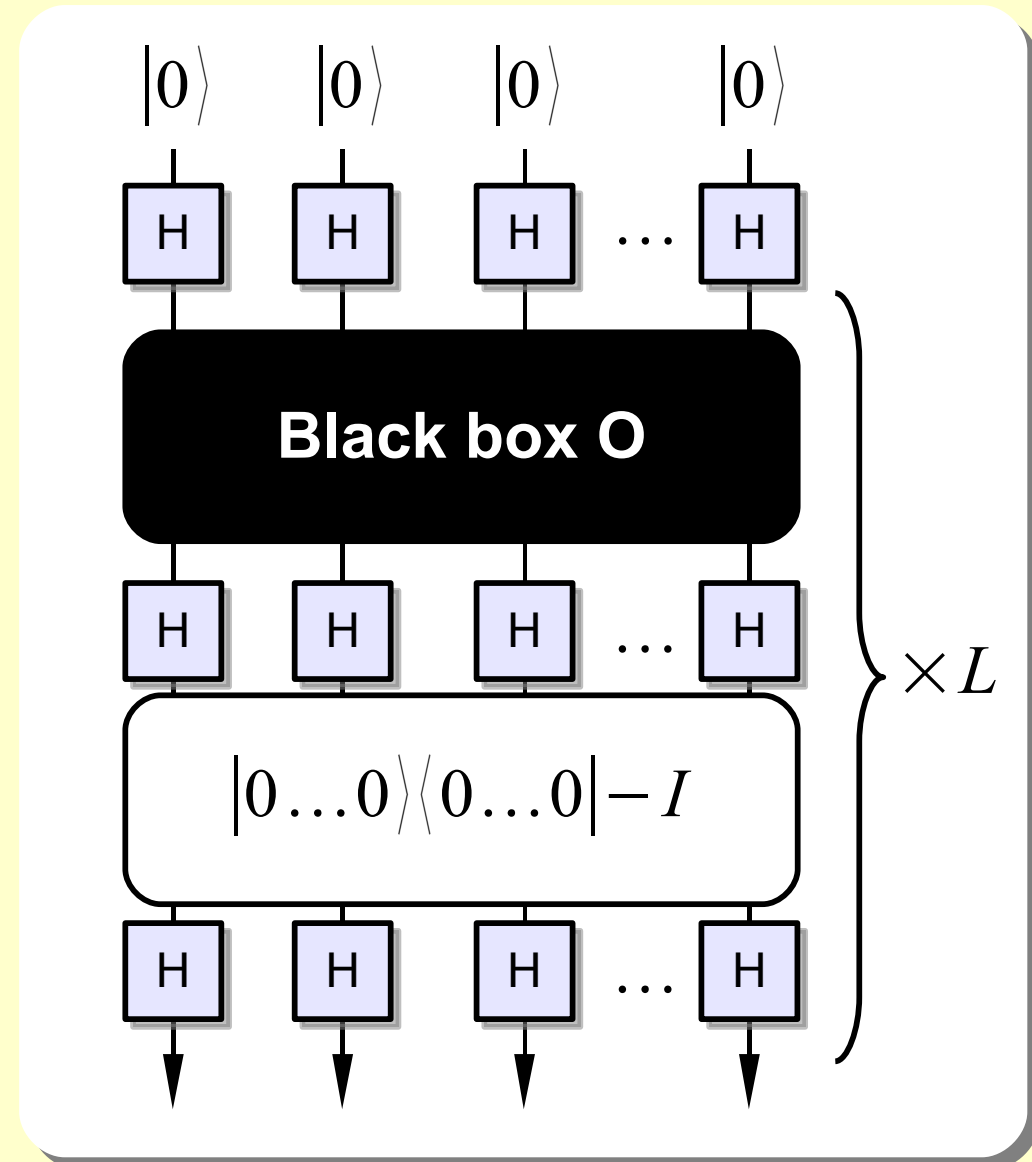 |0⟩ |0⟩ |0⟩ |0⟩
H H H … H
Black box O
H H H … H
×L
|0…0⟩⟨0…0|−I
H H H … H